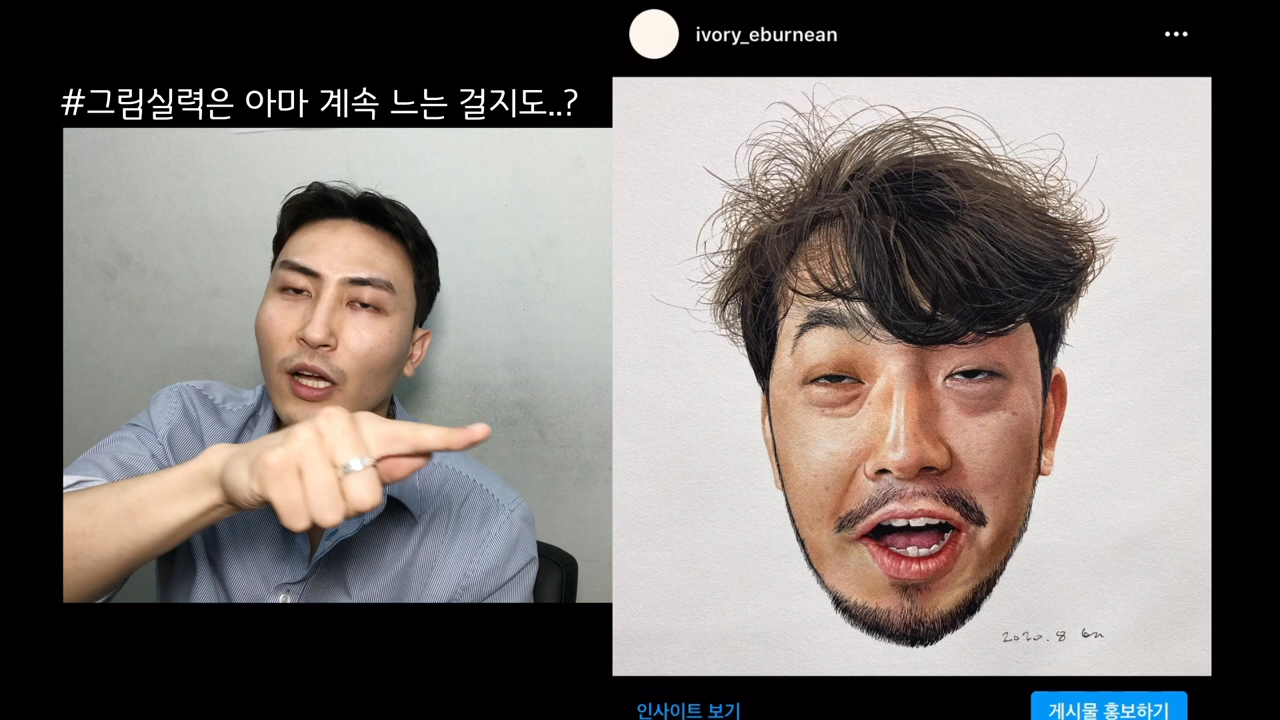 ivory_eburnean
#그림실력은 아마 계속 느는 걸지도..?
2020.8
인사이트 보기
게시물 홍보하기